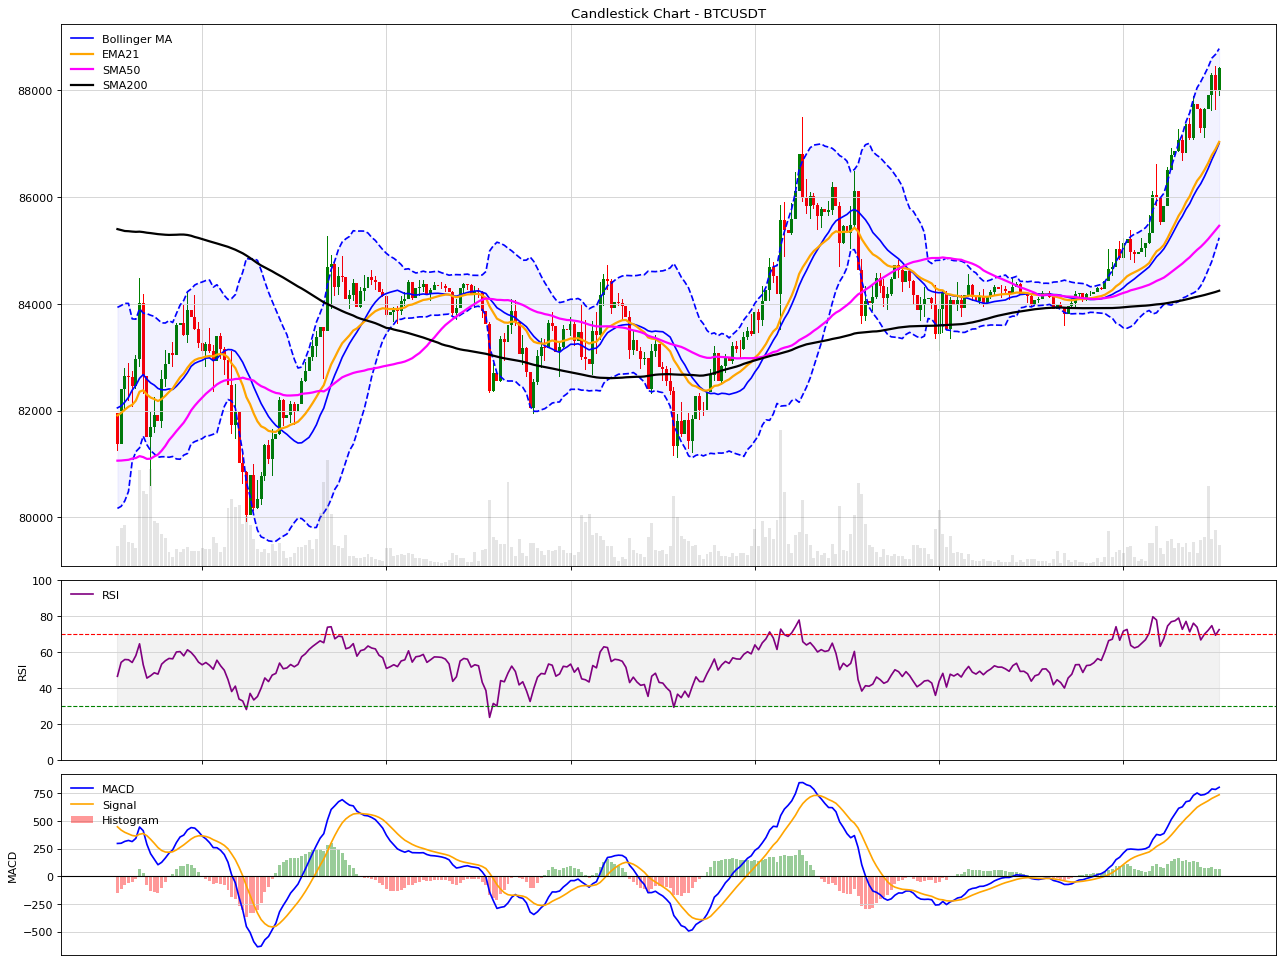 Candlestick Chart - BTCUSDT
Bollinger MA
EMA21
SMA50
SMA200
88000
86000
84000
82000
80000
RSI
RSI
100
80
60
40
20
0
MACD
Signal
Histogram
MACD
750
500
250
0
−250
−500